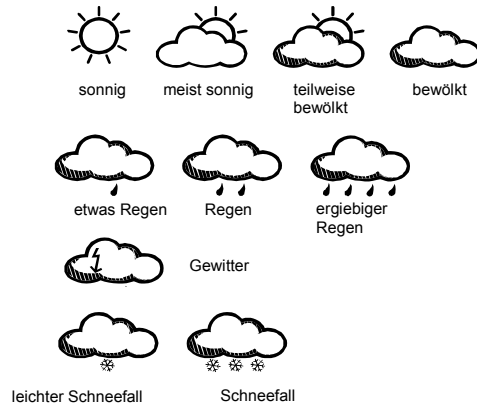 sonnig
meist sonnig
teilweise
bewölkt
bewölkt
etwas Regen
Regen
ergiebiger
Regen
Gewitter
leichter Schneefall
Schneefall